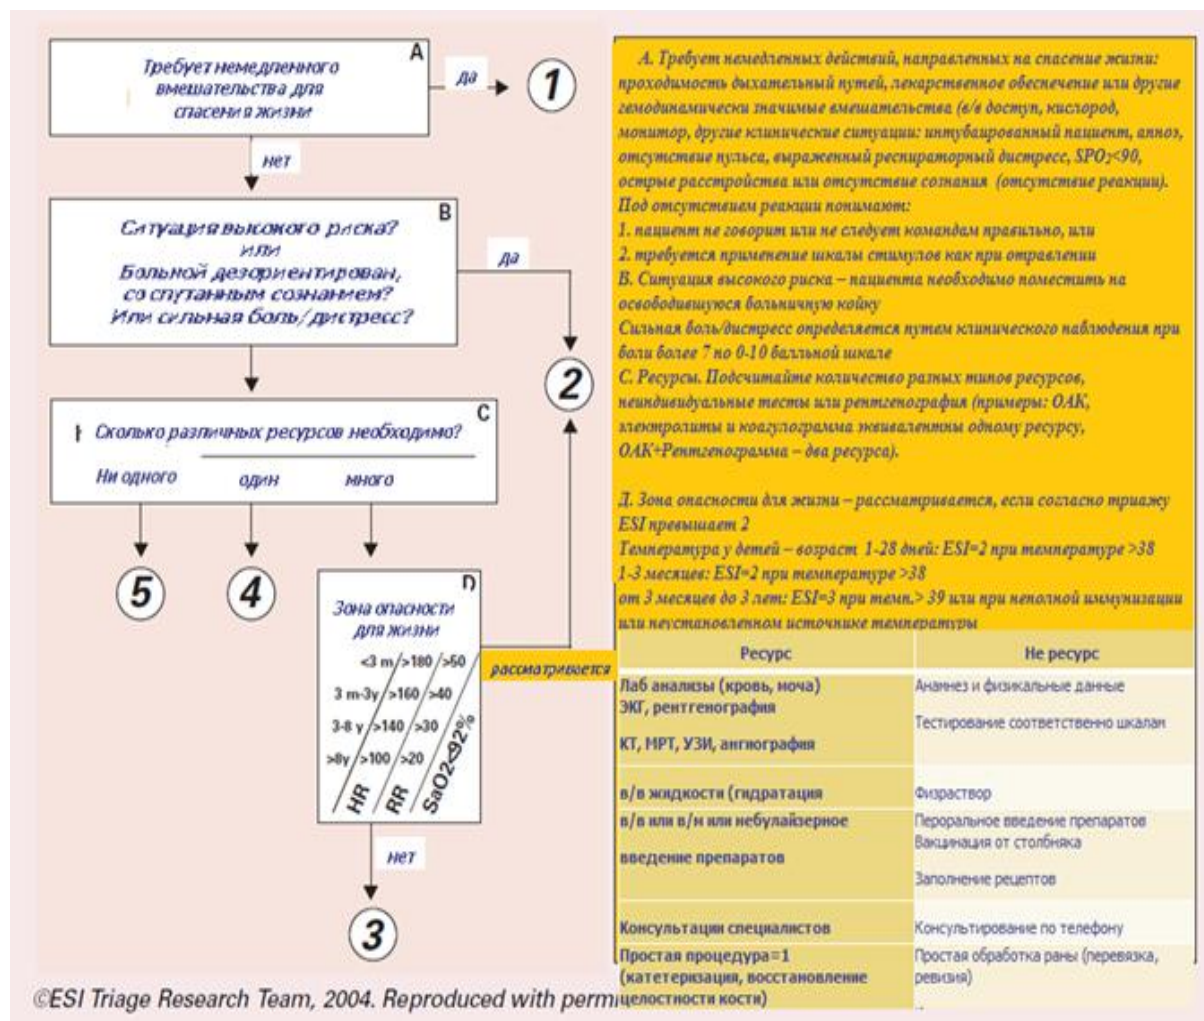 A
Требует немедленного
вмешательства для
спасения жизни
да
1
нет
B
Ситуация высокого риска?
или
Больной дезориентирован,
со спутанным сознанием?
Или сильная боль/дистресс?
да
2
C
Сколько различных ресурсов необходимо?
Ни одного один много
5
4
D
Зона опасности
для жизни
<3 m/>180/>50
3 m-3y/>160/>40
3-8 y/>140/>30
>8y/>100/>20
HR
RR
SaO2<92%
рассматривается
нет
3
©ESI Triage Research Team, 2004. Reproduced with permi
А. Требует немедленных действий, направленных на спасение жизни:
проходимость дыхательный путей, лекарственное обеспечение или другие
гемодинамически значимые вмешательства (в/в доступ, кислород,
монитор, другие клинические ситуации: интубаированный пациент, апноэ,
отсутствие пульса, выраженный респираторный дистресс, SPO2<90,
острые расстройства или отсутствие сознания (отсутствие реакции).
Под отсутствием реакции понимают:
1. пациент не говорит или не следует командам правильно, или
2. требуется применение шкалы стимулов как при отравлении
В. Ситуация высокого риска – пациента необходимо поместить на
освободившуюся больничную койку
Сильная боль/дистресс определяется путем клинического наблюдения при
боли более 7 по 0-10 балльной шкале
С. Ресурсы. Подсчитайте количество разных типов ресурсов,
неиндивидуальные тесты или рентгенография (примеры: ОАК,
электролиты и коагулограмма эквивалентны одному ресурсу,
ОАК+Рентгенограмма – два ресурса).
Д. Зона опасности для жизни – рассматривается, если согласно триажу
ESI превышает 2
Температура у детей – возраст 1-28 дней: ESI=2 при температуре >38
1-3 месяцев: ESI=2 при температуре >38
от 3 месяцев до 3 лет: ESI=3 при темп.> 39 или при неполной иммунизации
или неустановленном источнике температуры
Ресурс Не ресурс
Лаб анализы (кровь, моча)
ЭКГ, рентгенография
КТ, МРТ, УЗИ, ангиография
Анамнез и физикальные данные
Тестирование соответственно шкалам
в/в жидкости (гидратация
Физраствор
в/в или в/м или небулайзерное
введение препаратов
Пероральное введение препаратов
Вакцинация от столбняка
Заполнение рецептов
Консультации специалистов
Консультирование по телефону
Простая процедура=1
(катетеризация, восстановление
целостности кости)
Простая обработка раны (перевязка,
ревизия)